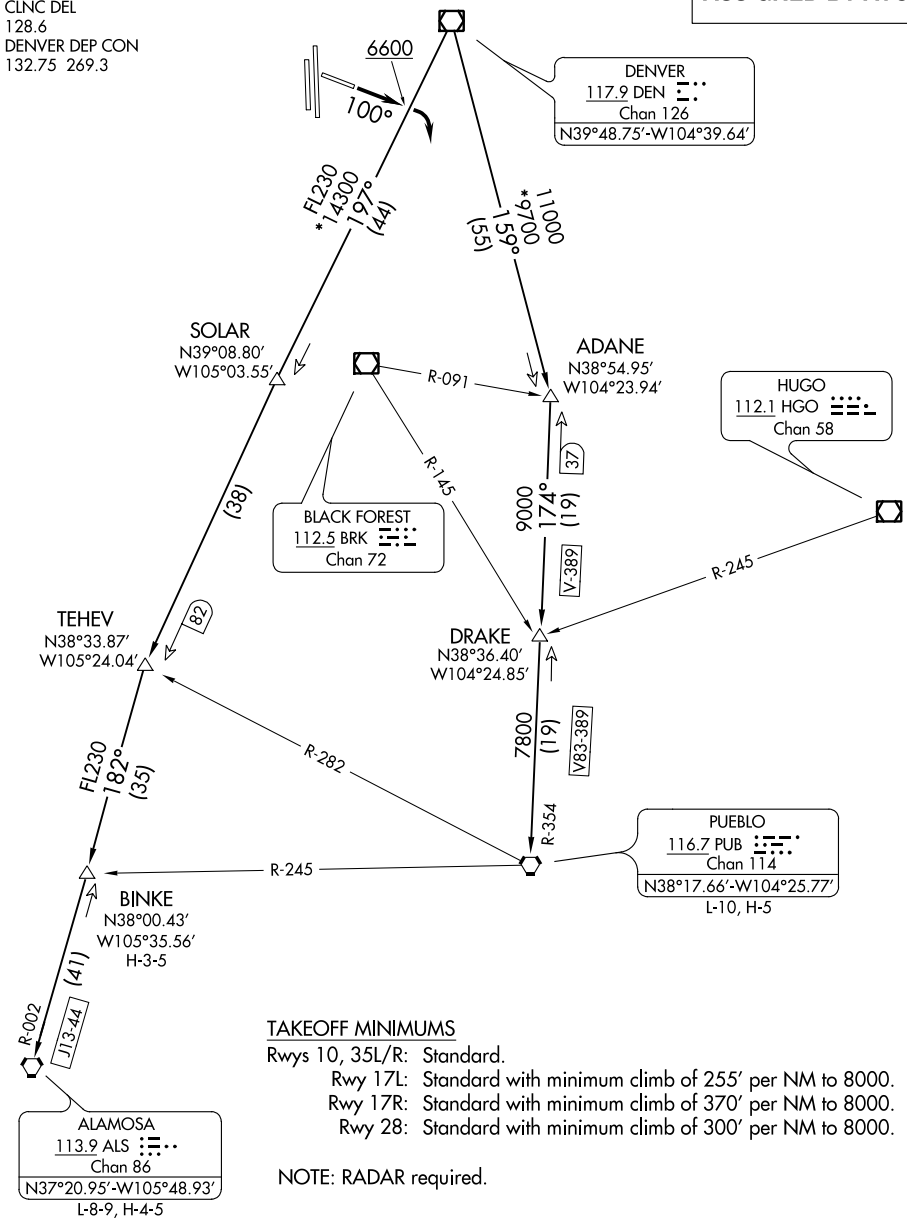 CLNC DEL
128.6
DENVER DEP CON
132.75 269.3
6600
100°
DENVER
117.9 DEN
Chan 126
N39°48.75'-W104°39.64'
FL230
*14300
197°
(44)
11000
*9700
159°
(55)
SOLAR
N39°08.80'
W105°03.55'
ADANE
N38°54.95'
W104°23.94'
R-091
HUGO
112.1 HGO
Chan 58
37
R-145
(38)
9000
174°
(19)
BLACK FOREST
112.5 BRK
Chan 72
V-389
R-245
82
TEHEV
N38°33.87'
W105°24.04'
DRAKE
N38°36.40'
W104°24.85'
7800
(19)
V83-389
FL230
182°
(35)
R-282
R-354
PUEBLO
116.7 PUB
Chan 114
N38°17.66'-W104°25.77'
L-10, H-5
R-245
BINKE
N38°00.43'
W105°35.56'
H-3-5
(41)
R-002
J13-44
ALAMOSA
113.9 ALS
Chan 86
N37°20.95'-W105°48.93'
L-8-9, H-4-5
TAKEOFF MINIMUMS
Rwys 10, 35L/R: Standard.
Rwy 17L: Standard with minimum climb of 255' per NM to 8000.
Rwy 17R: Standard with minimum climb of 370' per NM to 8000.
Rwy 28: Standard with minimum climb of 300' per NM to 8000.
NOTE: RADAR required.